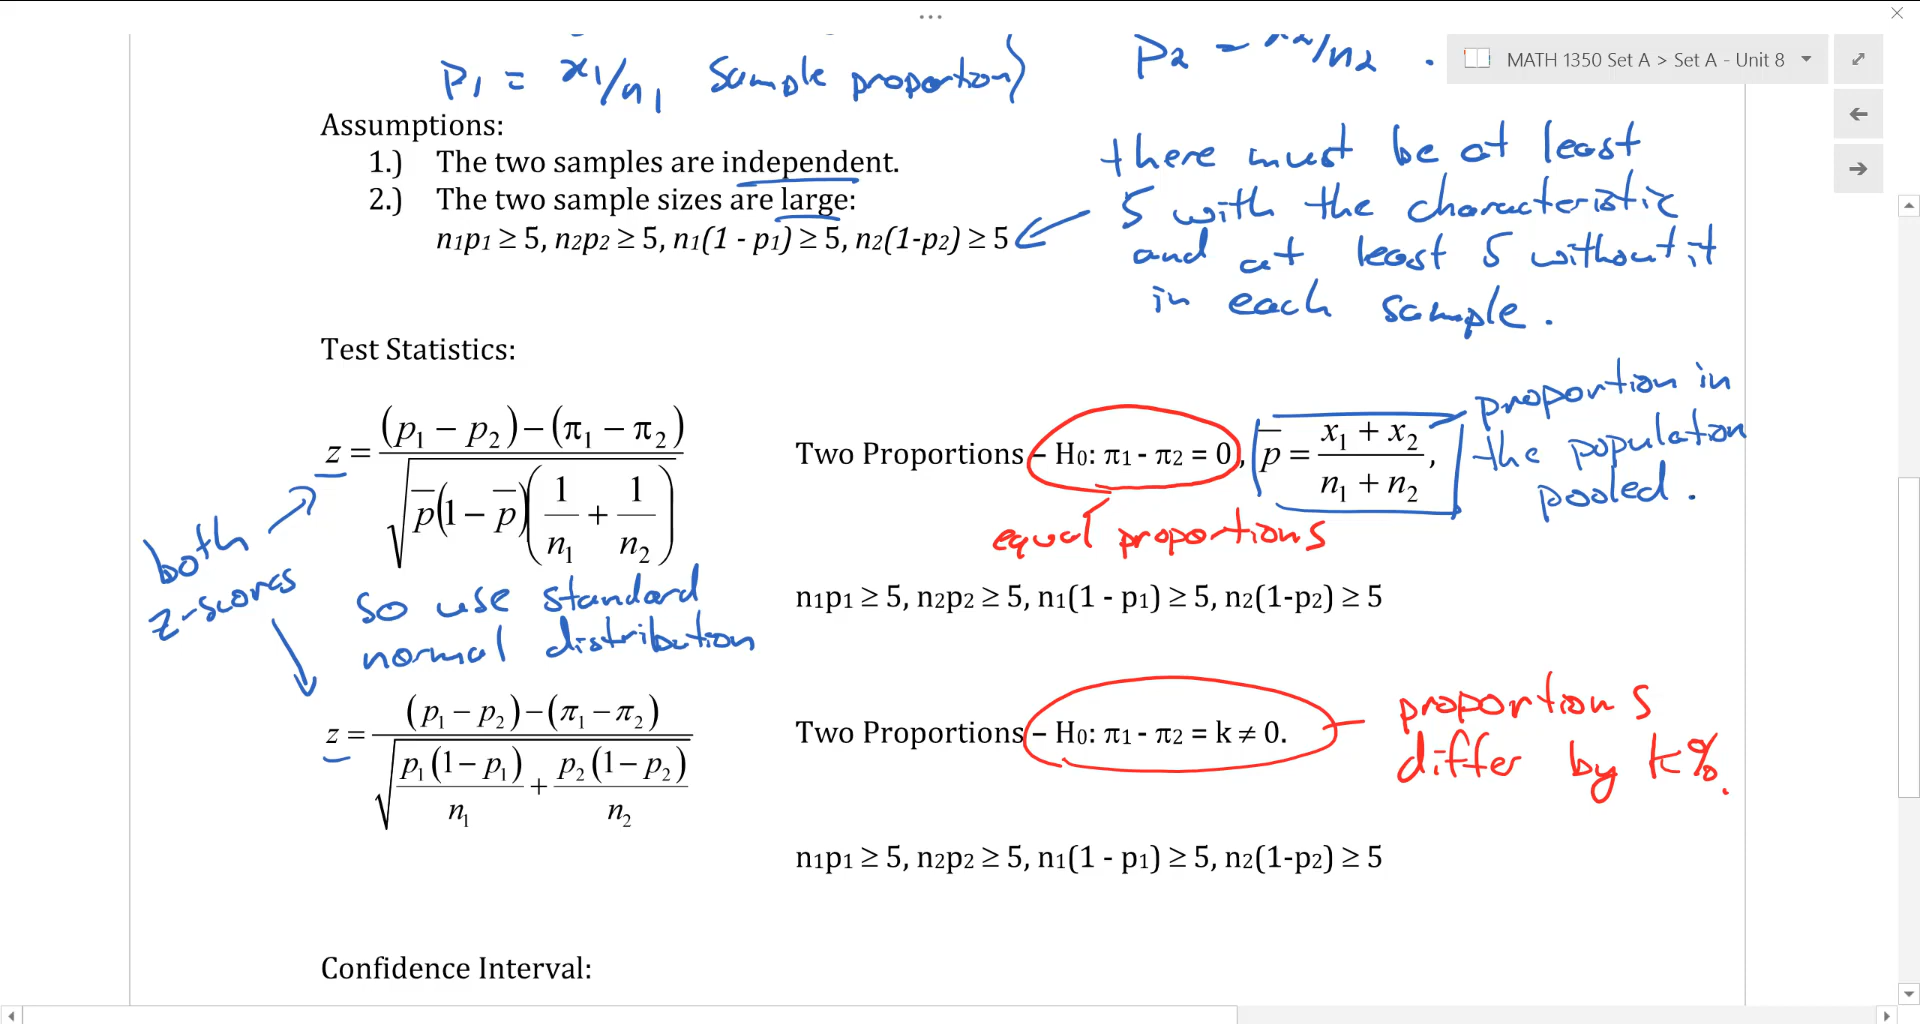 p₁ = x₁/n₁ sample proportion) p₂ = x₂/n₂ .
MATH 1350 Set A > Set A - Unit 8
Assumptions:
1.) The two samples are independent.
2.) The two sample sizes are large:
n₁p₁ ≥ 5, n₂p₂ ≥ 5, n₁(1 - p₁) ≥ 5, n₂(1-p₂) ≥ 5
there must be at least
5 with the characteristic
and at least 5 without it
in each sample.
Test Statistics:
z = ((p₁ − p₂) − (π₁ − π₂)) / √(p̅(1 − p̅)(1/n₁ + 1/n₂))
Two Proportions – H₀: π₁ - π₂ = 0, p̅ = (x₁ + x₂)/(n₁ + n₂),
proportion in
the population
pooled.
equal proportions
both
z-scores
so use standard
normal distribution
n₁p₁ ≥ 5, n₂p₂ ≥ 5, n₁(1 - p₁) ≥ 5, n₂(1-p₂) ≥ 5
z = ((p₁ − p₂) − (π₁ − π₂)) / √(p₁(1 − p₁)/n₁ + p₂(1 − p₂)/n₂)
Two Proportions – H₀: π₁ - π₂ = k ≠ 0.
proportions
differ by k%.
n₁p₁ ≥ 5, n₂p₂ ≥ 5, n₁(1 - p₁) ≥ 5, n₂(1-p₂) ≥ 5
Confidence Interval: